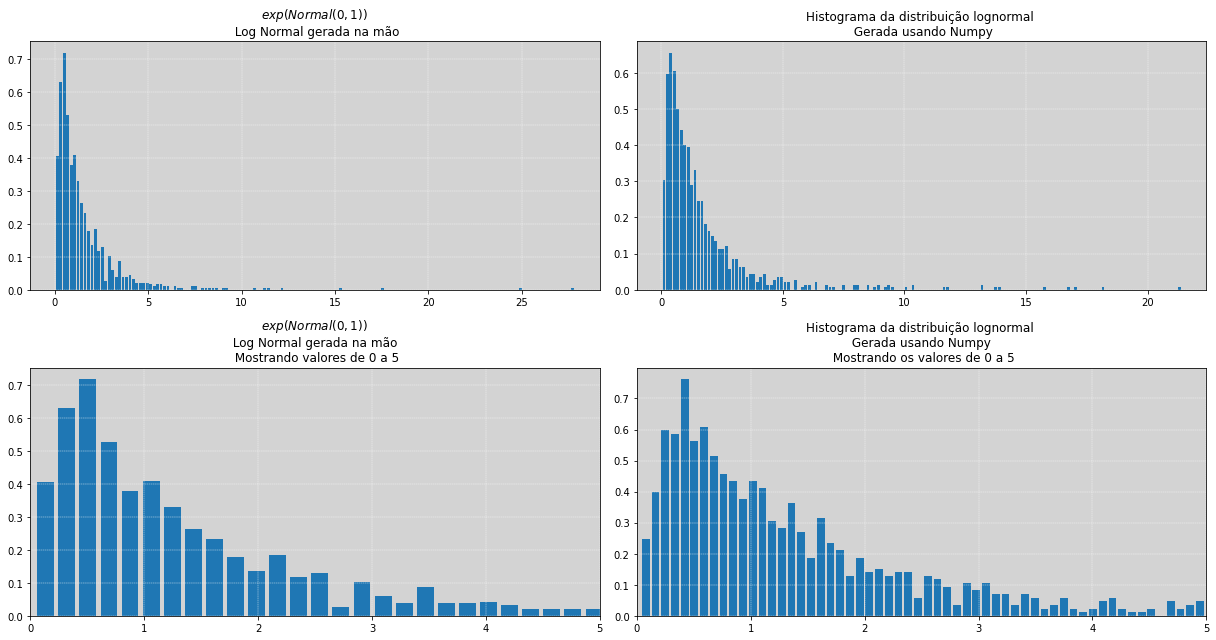 exp(Normal(0, 1))
Log Normal gerada na mão
0.7
0.6
0.5
0.4
0.3
0.2
0.1
0.0
0 5 10 15 20 25
Histograma da distribuição lognormal
Gerada usando Numpy
0.6
0.5
0.4
0.3
0.2
0.1
0.0
0 5 10 15 20
exp(Normal(0, 1))
Log Normal gerada na mão
Mostrando valores de 0 a 5
0.7
0.6
0.5
0.4
0.3
0.2
0.1
0.0
0 1 2 3 4 5
Histograma da distribuição lognormal
Gerada usando Numpy
Mostrando os valores de 0 a 5
0.7
0.6
0.5
0.4
0.3
0.2
0.1
0.0
0 1 2 3 4 5